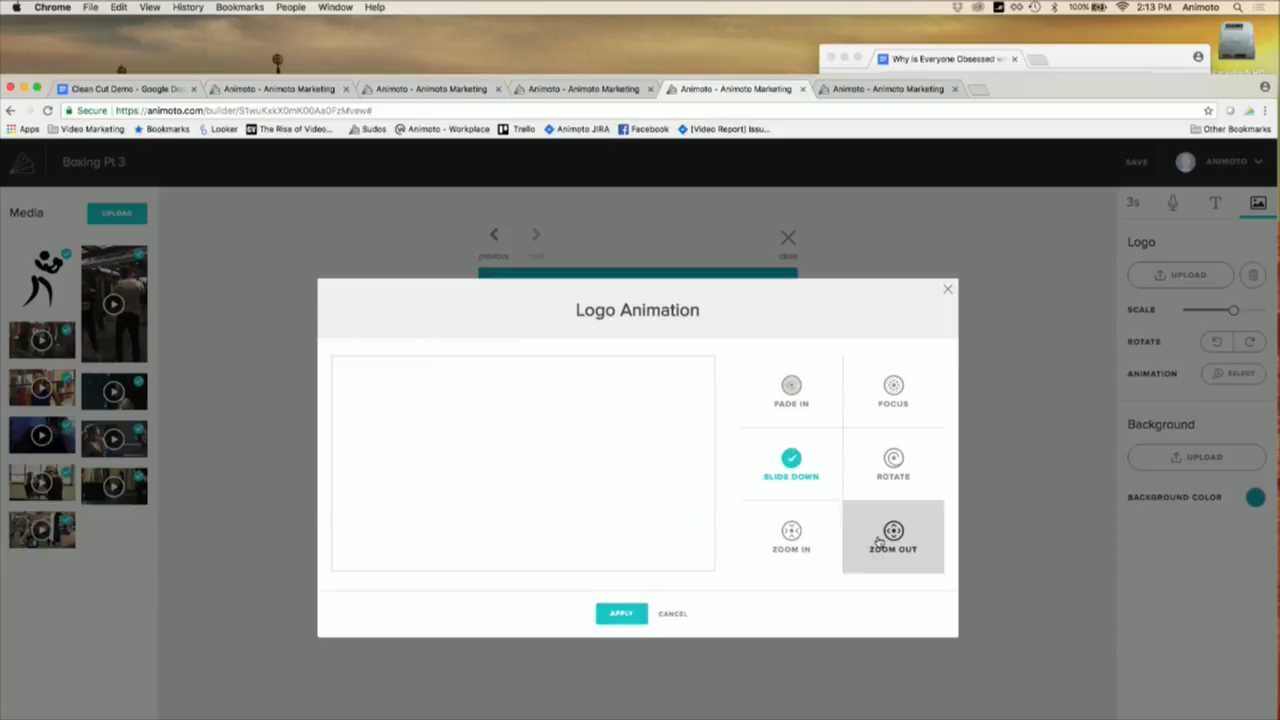 Chrome File Edit View History Bookmarks People Window Help 100% 2:13 PM Animoto
Why is Everyone Obsessed w
Clean Cut Demo - Google Do Animoto - Animoto Marketing Animoto - Animoto Marketing Animoto - Animoto Marketing Animoto - Animoto Marketing Animoto - Animoto Marketing
Secure
Apps Video Marketing Bookmarks Looker The Rise of Video... Sudos Animoto - Workplace Trello Animoto JIRA Facebook [Video Report] Issu... Other Bookmarks
Boxing Pt 3 SAVE ANIMOTO
Media UPLOAD
previous next close
3s T
Logo
UPLOAD
SCALE
ROTATE
ANIMATION SELECT
Background
UPLOAD
BACKGROUND COLOR
Logo Animation
FADE IN FOCUS
SLIDE DOWN ROTATE
ZOOM IN ZOOM OUT
APPLY CANCEL